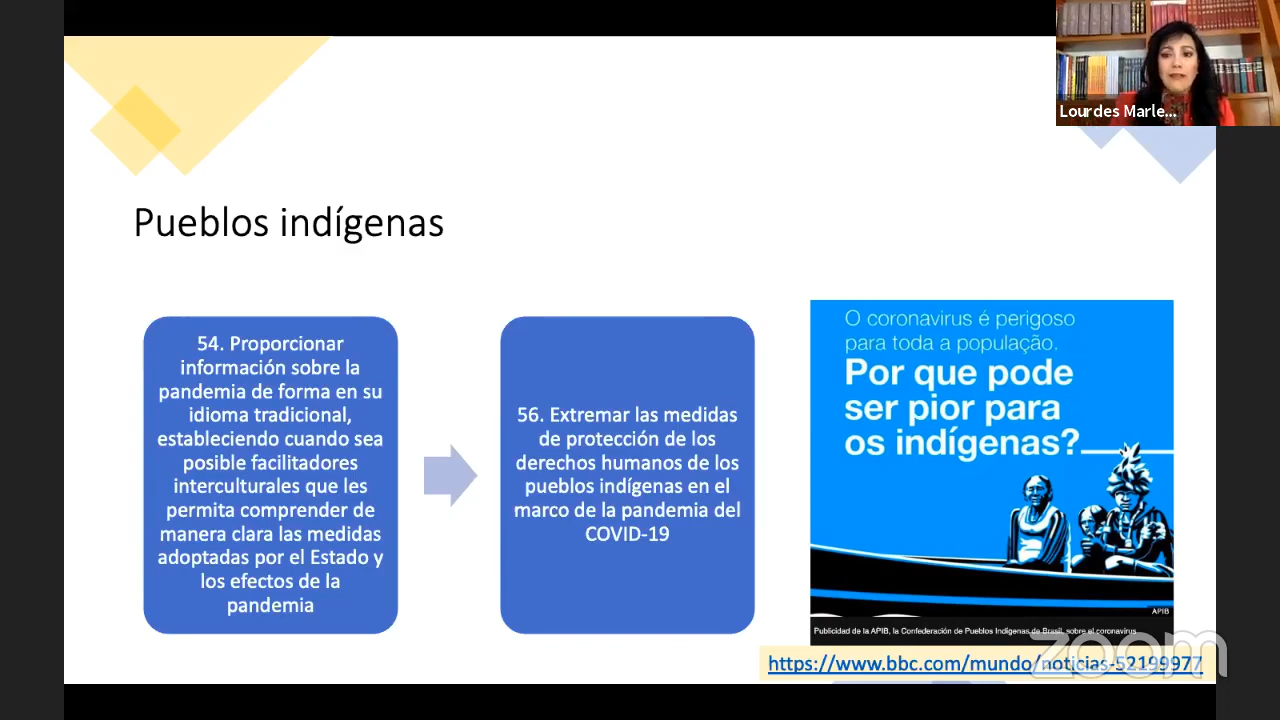 Lourdes Marle...
Pueblos indígenas
54. Proporcionar
información sobre la
pandemia de forma en su
idioma tradicional,
estableciendo cuando sea
posible facilitadores
interculturales que les
permita comprender de
manera clara las medidas
adoptadas por el Estado y
los efectos de la
pandemia
56. Extremar las medidas
de protección de los
derechos humanos de los
pueblos indígenas en el
marco de la pandemia del
COVID-19
O coronavirus é perigoso
para toda a população.
Por que pode
ser pior para
os indígenas?
APIB
Publicidad de la APIB, la Confederación de Pueblos Indígenas de Brasil, sobre el coronavirus
https://www.bbc.com/mundo/noticias-52199977
zoom